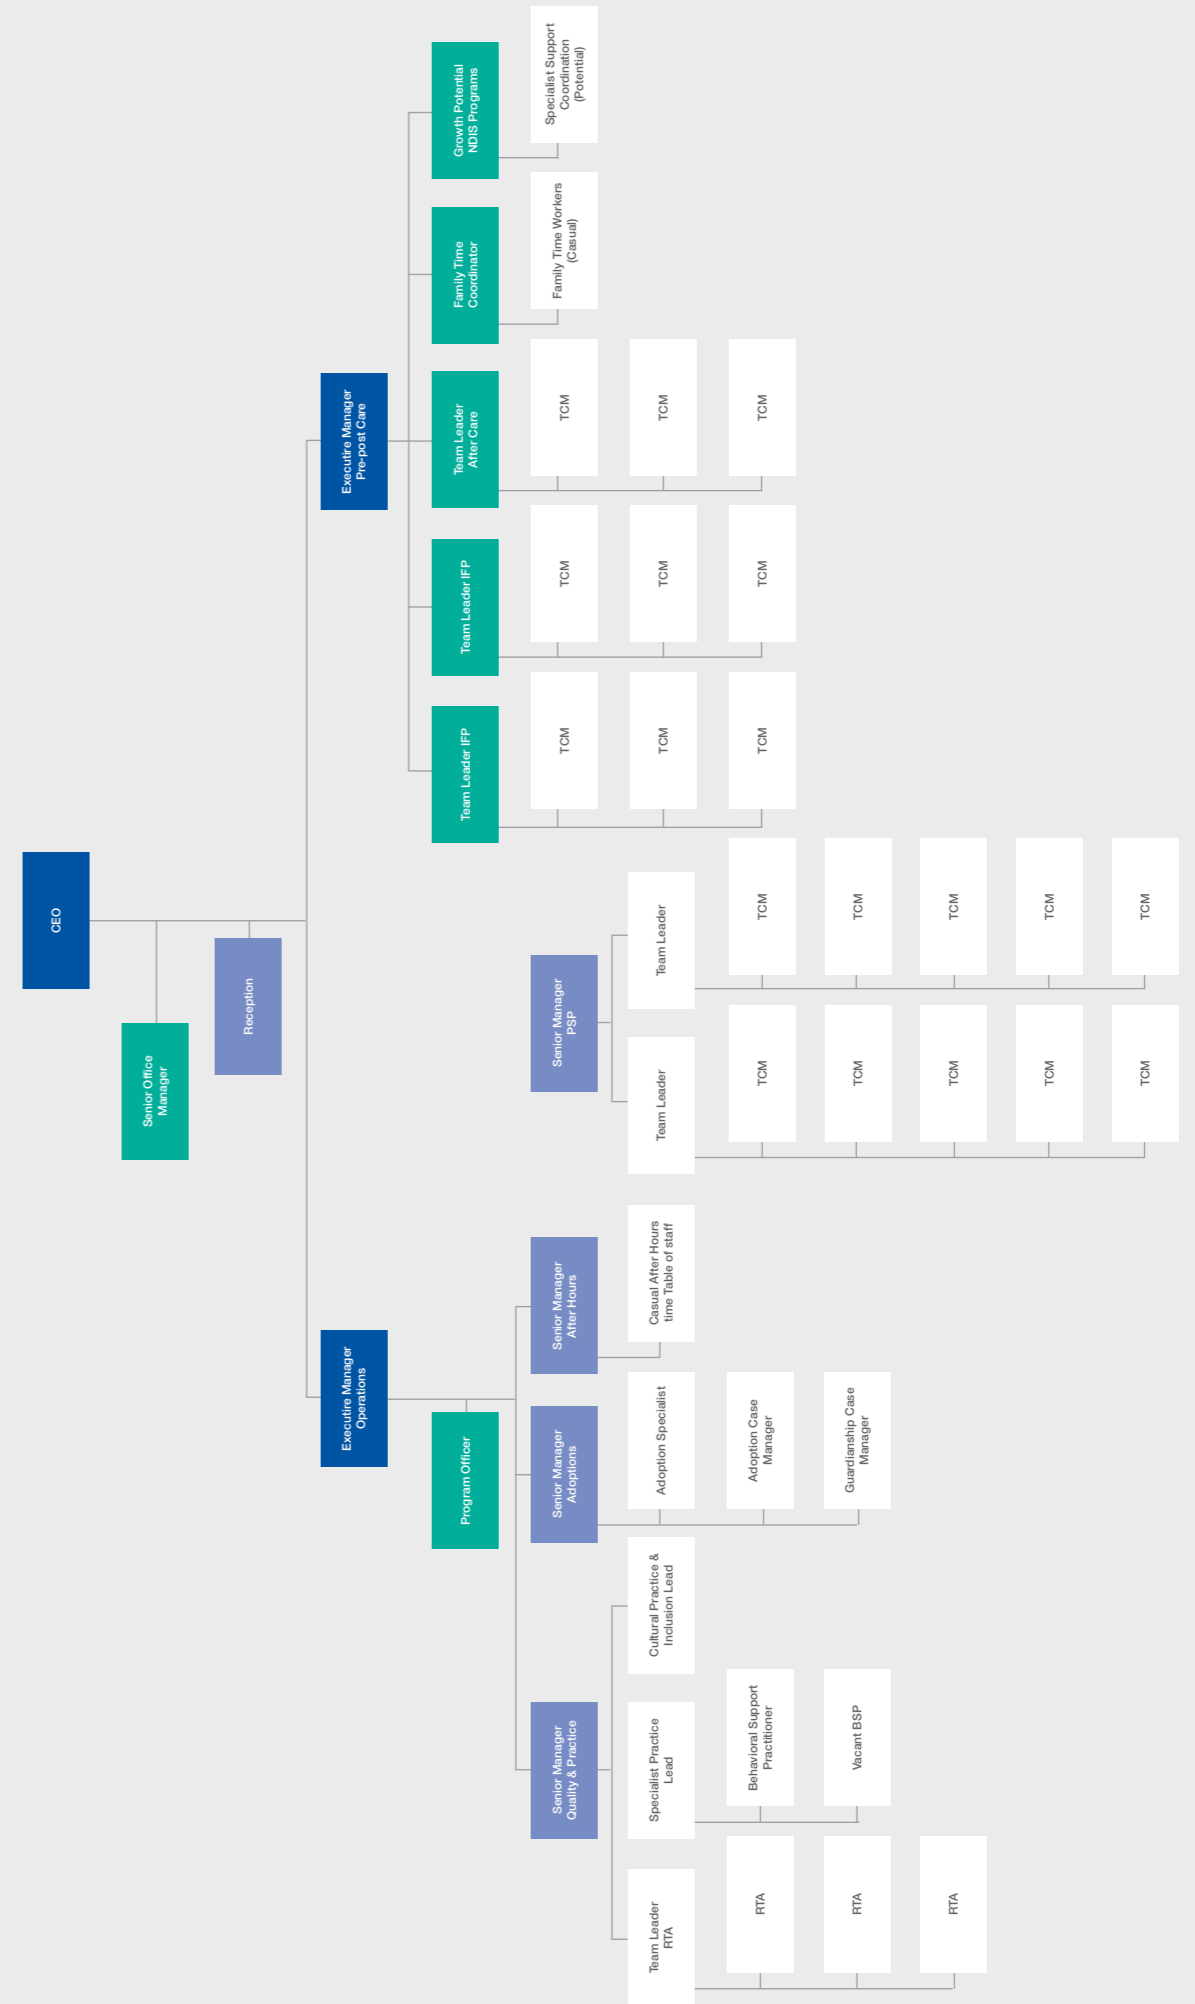 CEO
Senior Office
Manager
Reception
Executire Manager
Operations
Executire Manager
Pre-post Care
Program Officer
Team Leader IFP
Team Leader IFP
Team Leader
After Care
Family Time
Coordinator
Growth Potential
NDIS Programs
Senior Manager
Quality & Practice
Senior Manager
Adoptions
Senior Manager
After Hours
Senior Manager
PSP
TCM
TCM
TCM
Family Time Workers
(Casual)
Specialist Support
Coordination
(Potential)
Team Leader
RTA
Specialist Practice
Lead
Cultural Practice &
Inclusion Lead
Adoption Specialist
Casual After Hours
time Table of staff
Team Leader
Team Leader
TCM
TCM
TCM
RTA
Behavioral Support
Practitioner
Adoption Case
Manager
TCM
TCM
TCM
TCM
TCM
RTA
Vacant BSP
Guardianship Case
Manager
TCM
TCM
RTA
TCM
TCM
TCM
TCM
TCM
TCM